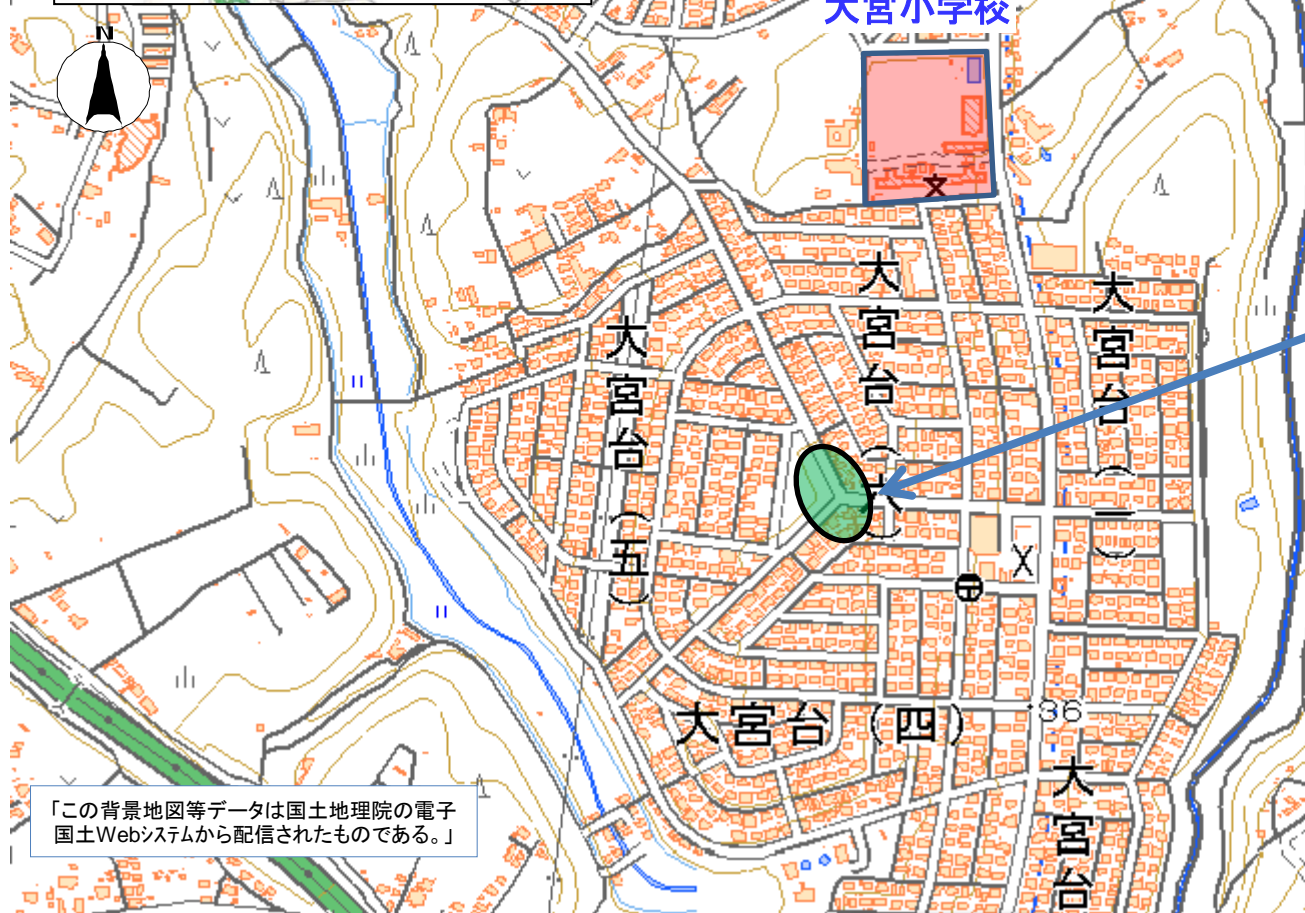 大宮小学校
N
文
大宮台(六)
大宮台(一)
大宮台(五)
大宮台(四)
・36
大宮台
「この背景地図等データは国土地理院の電子
国土Webシステムから配信されたものである。」